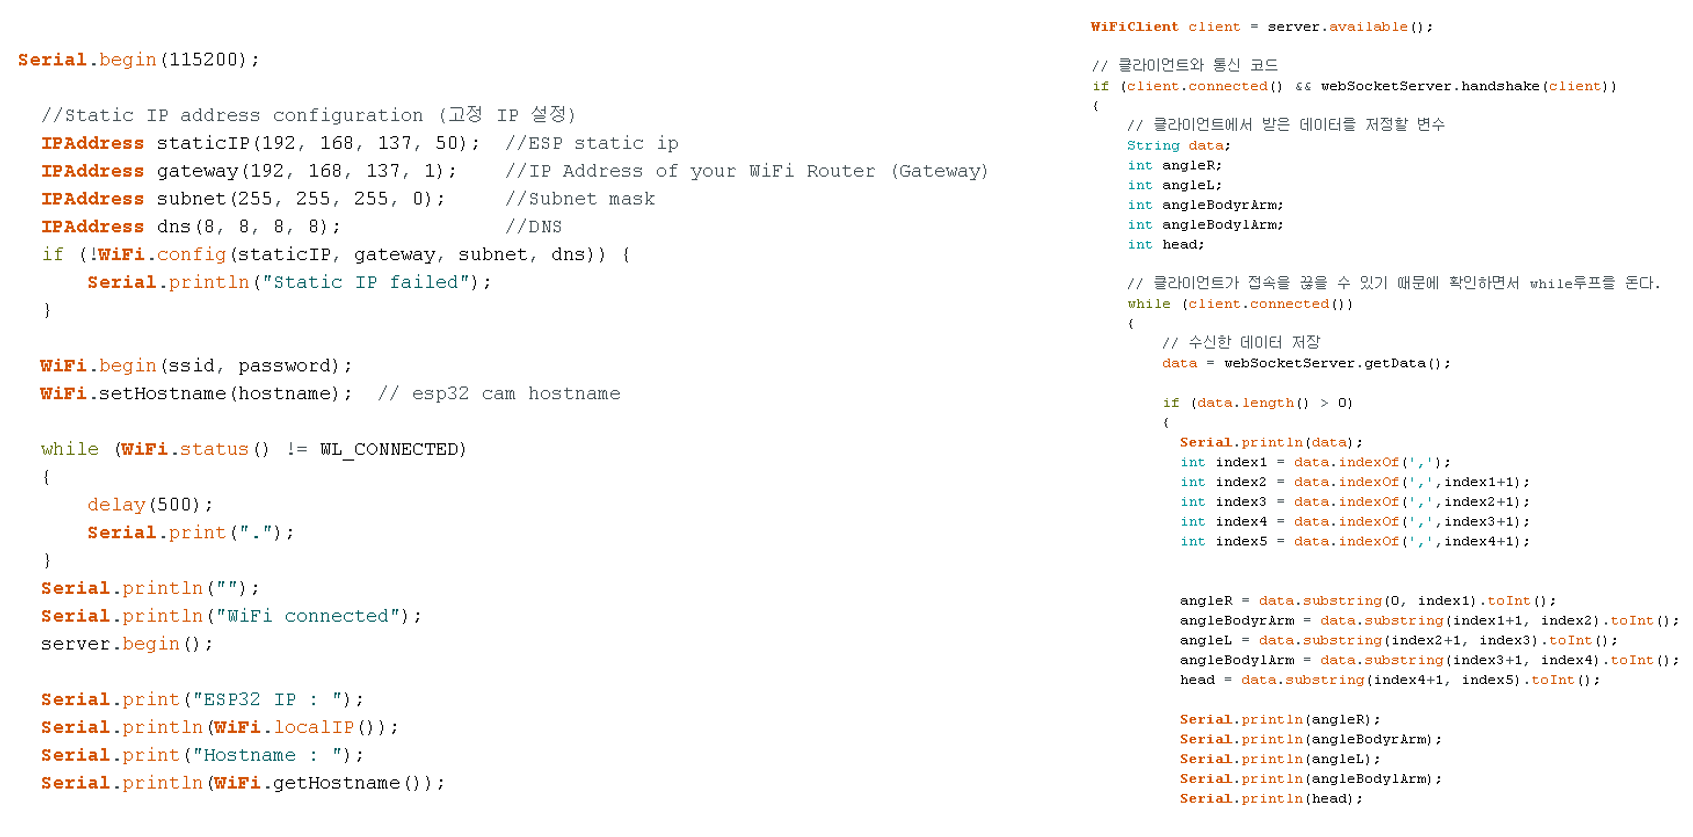 Serial.begin(115200);
//Static IP address configuration (고정 IP 설정)
IPAddress staticIP(192, 168, 137, 50);  //ESP static ip
IPAddress gateway(192, 168, 137, 1);    //IP Address of your WiFi Router (Gateway)
IPAddress subnet(255, 255, 255, 0);     //Subnet mask
IPAddress dns(8, 8, 8, 8);              //DNS
if (!WiFi.config(staticIP, gateway, subnet, dns)) {
Serial.println("Static IP failed");
}
WiFi.begin(ssid, password);
WiFi.setHostname(hostname);  // esp32 cam hostname
while (WiFi.status() != WL_CONNECTED)
{
delay(500);
Serial.print(".");
}
Serial.println("");
Serial.println("WiFi connected");
server.begin();
Serial.print("ESP32 IP : ");
Serial.println(WiFi.localIP());
Serial.print("Hostname : ");
Serial.println(WiFi.getHostname());
WiFiClient client = server.available();
// 클라이언트와 통신 코드
if (client.connected() && webSocketServer.handshake(client))
{
// 클라이언트에서 받은 데이터를 저정할 변수
String data;
int angleR;
int angleL;
int angleBodyrArm;
int angleBodylArm;
int head;
// 클라이언트가 접속을 끊을 수 있기 때문에 확인하면서 while루프를 돈다.
while (client.connected())
{
// 수신한 데이터 저장
data = webSocketServer.getData();
if (data.length() > 0)
{
Serial.println(data);
int index1 = data.indexOf(',');
int index2 = data.indexOf(',',index1+1);
int index3 = data.indexOf(',',index2+1);
int index4 = data.indexOf(',',index3+1);
int index5 = data.indexOf(',',index4+1);
angleR = data.substring(0, index1).toInt();
angleBodyrArm = data.substring(index1+1, index2).toInt();
angleL = data.substring(index2+1, index3).toInt();
angleBodylArm = data.substring(index3+1, index4).toInt();
head = data.substring(index4+1, index5).toInt();
Serial.println(angleR);
Serial.println(angleBodyrArm);
Serial.println(angleL);
Serial.println(angleBodylArm);
Serial.println(head);